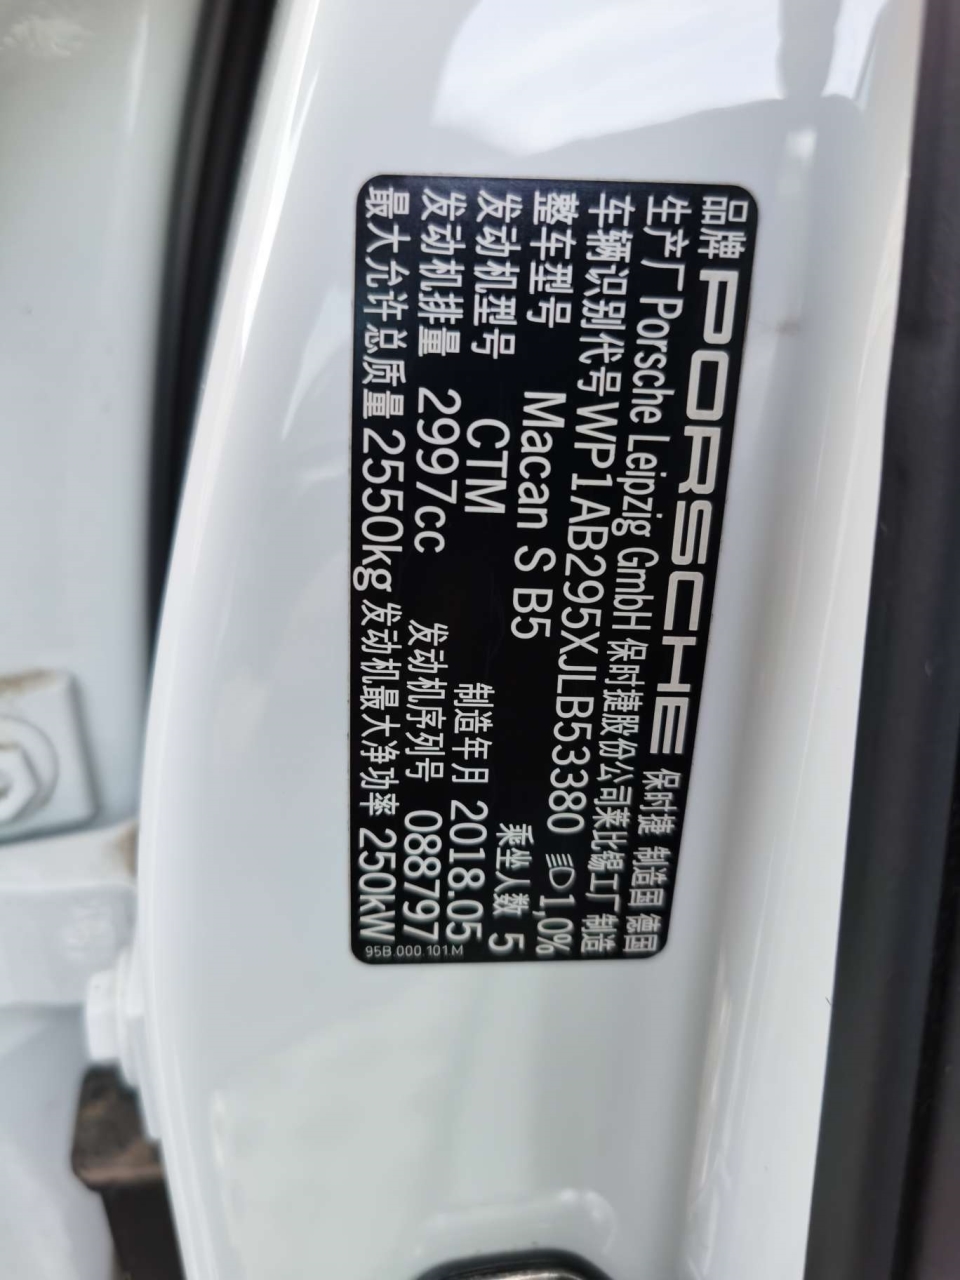 品牌 PORSCHE 保时捷 制造国 德国
生产厂 Porsche Leipzig GmbH 保时捷股份公司莱比锡工厂 制造
车辆识别代号 WP1AB295XJLB53380 1,0%
整车型号 Macan S B5 乘坐人数 5
发动机型号 CTM 制造年月 2018.05
发动机排量 2997cc 发动机序列号 088797
最大允许总质量 2550kg 发动机最大净功率 250kW
95B.000.101M